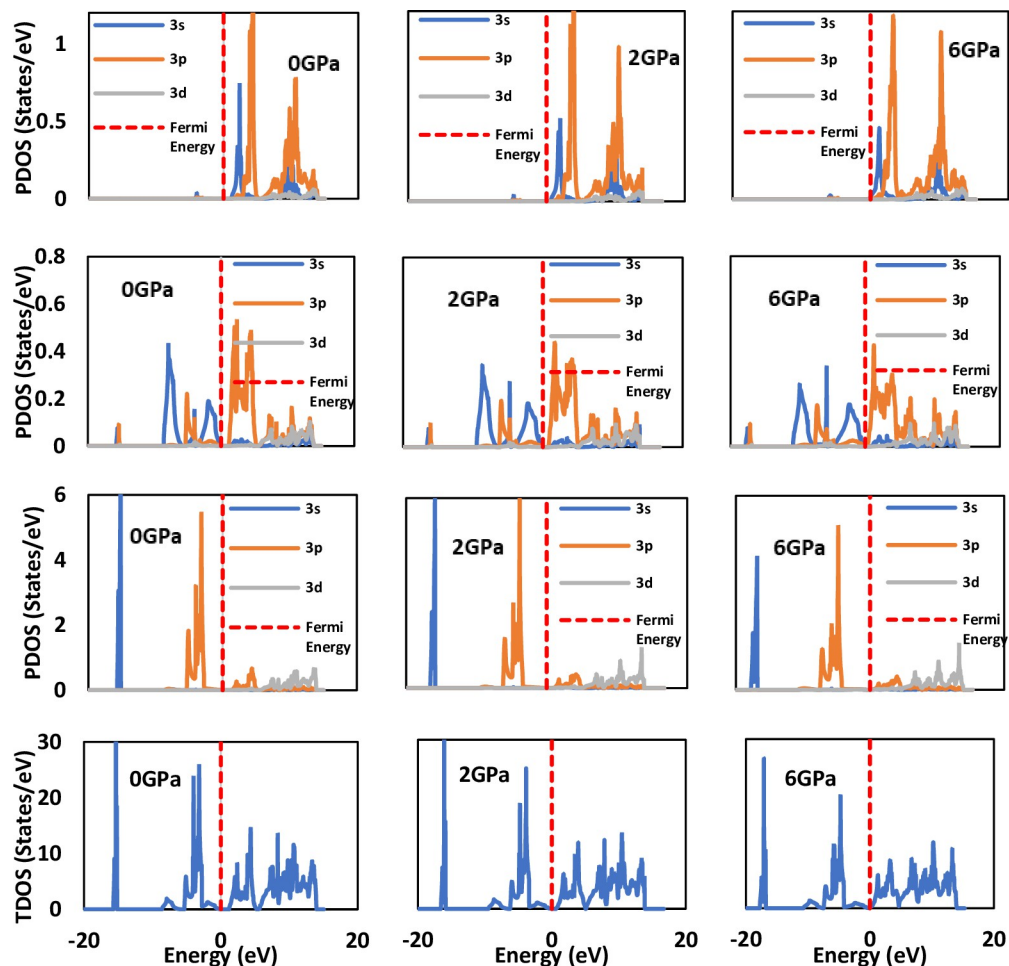 PDOS (States/eV)
1
0.5
0
3s
3p
3d
Fermi
Energy
0GPa
3s
3p
3d
Fermi
Energy
2GPa
3s
3p
3d
Fermi
Energy
6GPa
PDOS (States/eV)
0.8
0.6
0.4
0.2
0
0GPa
3s
3p
3d
Fermi
Energy
2GPa
3s
3p
3d
Fermi
Energy
6GPa
3s
3p
3d
Fermi
Energy
PDOS (States/eV)
6
4
2
0
0GPa
3s
3p
3d
Fermi
Energy
2GPa
3s
3p
3d
Fermi
Energy
6GPa
3s
3p
3d
Fermi
Energy
TDOS (States/eV)
30
20
10
0
0GPa
2GPa
6GPa
-20 0 20
Energy (eV)
-20 0 20
Energy (eV)
-20 0 20
Energy (eV)